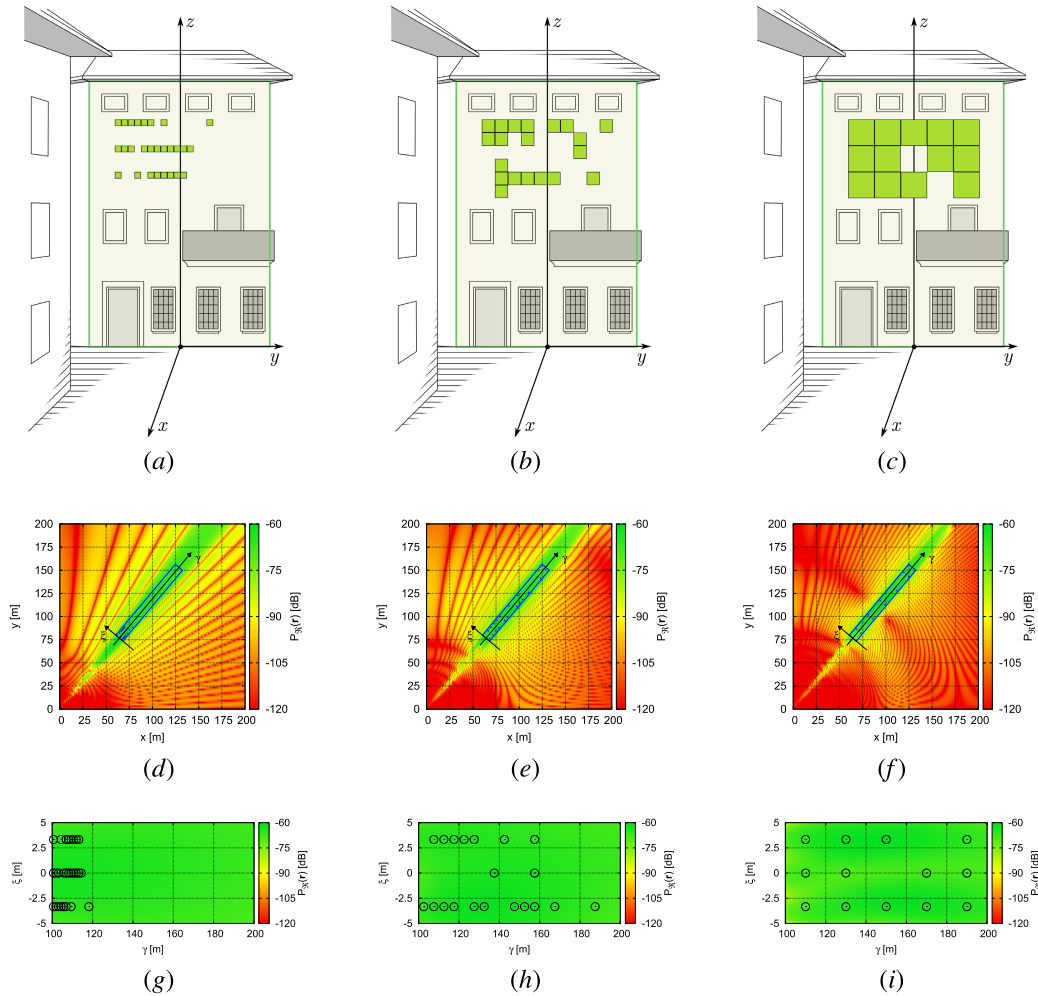 z
z
z
y
y
y
x
x
x
(a)
(b)
(c)
200
175
150
125
100
75
50
25
0
0 25 50 75 100 125 150 175 200
y [m]
x [m]
γ
ξ
-60
-75
-90
-105
-120
P_ℜ(r) [dB]
200
175
150
125
100
75
50
25
0
0 25 50 75 100 125 150 175 200
y [m]
x [m]
γ
ξ
-60
-75
-90
-105
-120
P_ℜ(r) [dB]
200
175
150
125
100
75
50
25
0
0 25 50 75 100 125 150 175 200
y [m]
x [m]
γ
ξ
-60
-75
-90
-105
-120
P_ℜ(r) [dB]
(d)
(e)
(f)
5
2.5
0
-2.5
-5
100 120 140 160 180 200
ξ [m]
γ [m]
-60
-75
-90
-105
-120
P_ℜ(r) [dB]
5
2.5
0
-2.5
-5
100 120 140 160 180 200
ξ [m]
γ [m]
-60
-75
-90
-105
-120
P_ℜ(r) [dB]
5
2.5
0
-2.5
-5
100 120 140 160 180 200
ξ [m]
γ [m]
-60
-75
-90
-105
-120
P_ℜ(r) [dB]
(g)
(h)
(i)